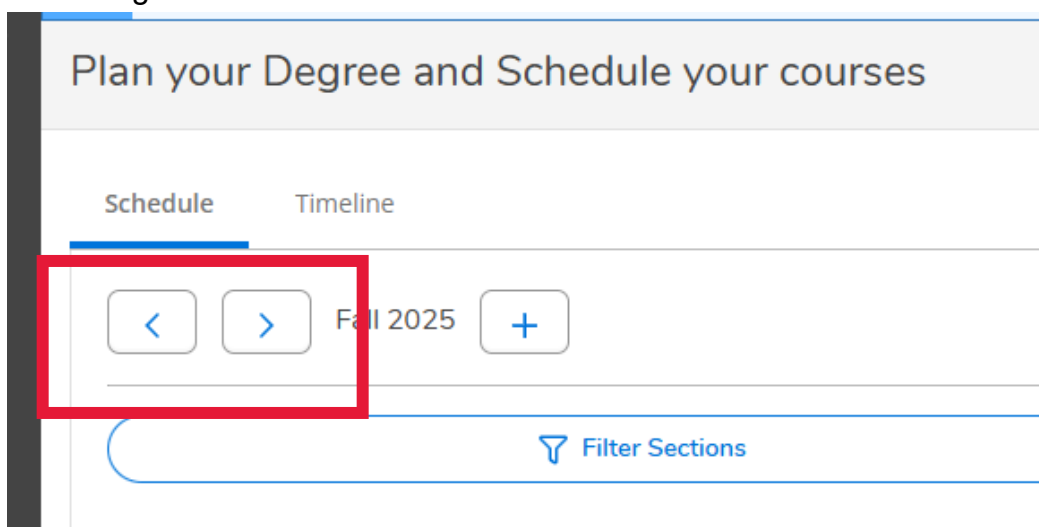 Plan your Degree and Schedule your courses
Schedule Timeline
< > Fall 2025 +
Filter Sections